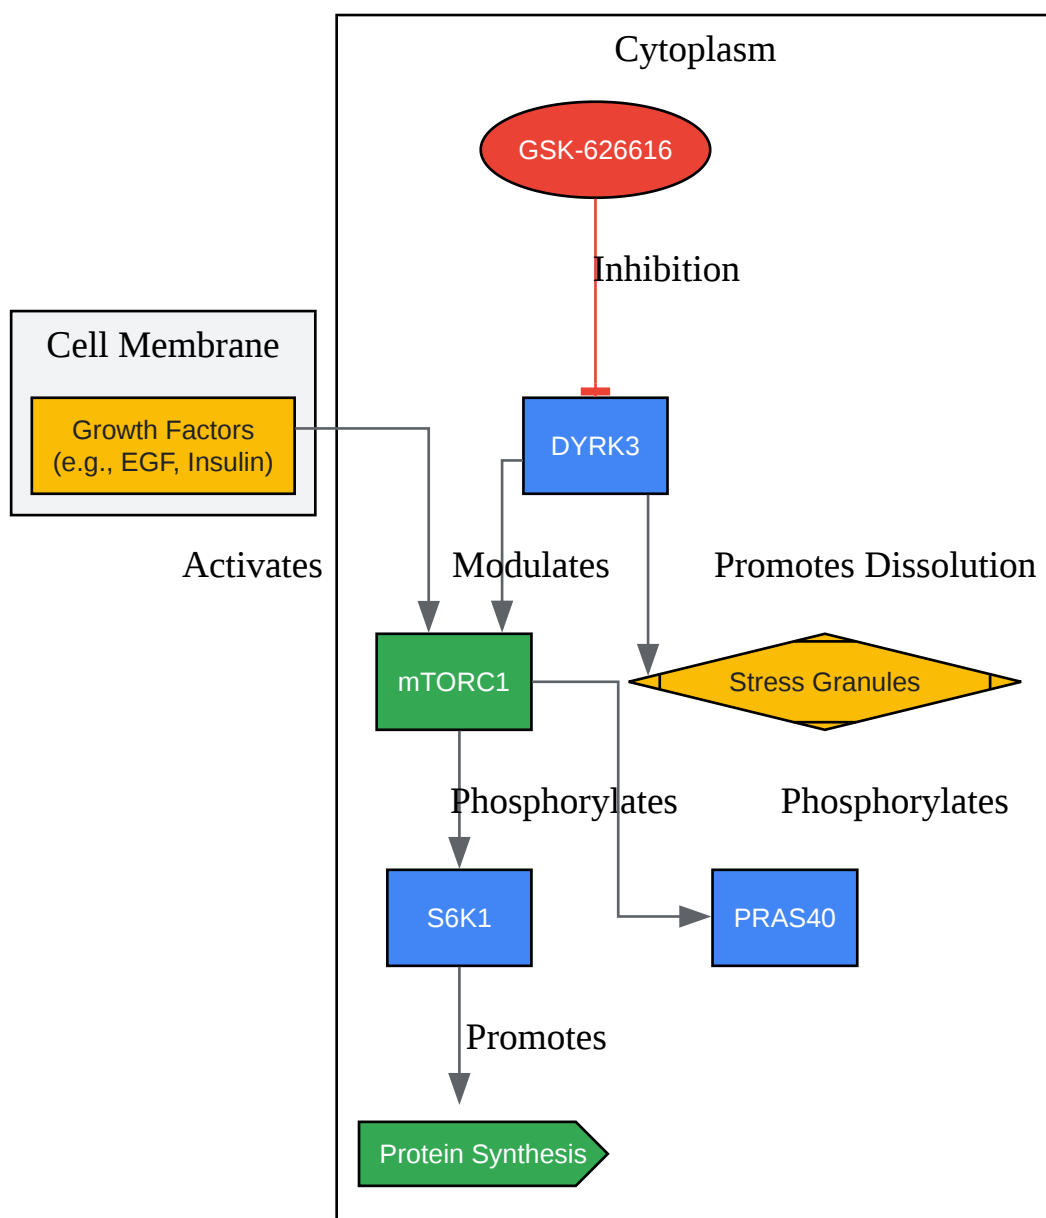 Cytoplasm
GSK-626616
Inhibition
Cell Membrane
Growth Factors
(e.g., EGF, Insulin)
DYRK3
Activates
Modulates
Promotes Dissolution
mTORC1
Stress Granules
Phosphorylates
Phosphorylates
S6K1
PRAS40
Promotes
Protein Synthesis